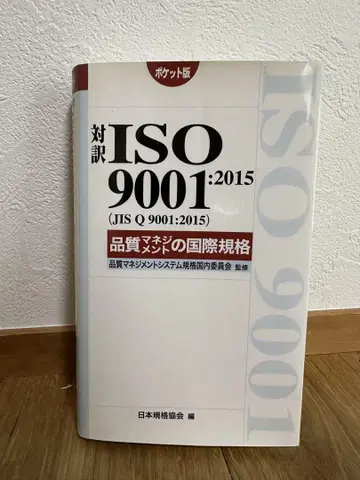 ポケット版
対訳
ISO
9001:2015
(JIS Q 9001:2015)
品質マネジメントの国際規格
品質マネジメントシステム規格国内委員会 監修
日本規格協会 編
ISO 9001